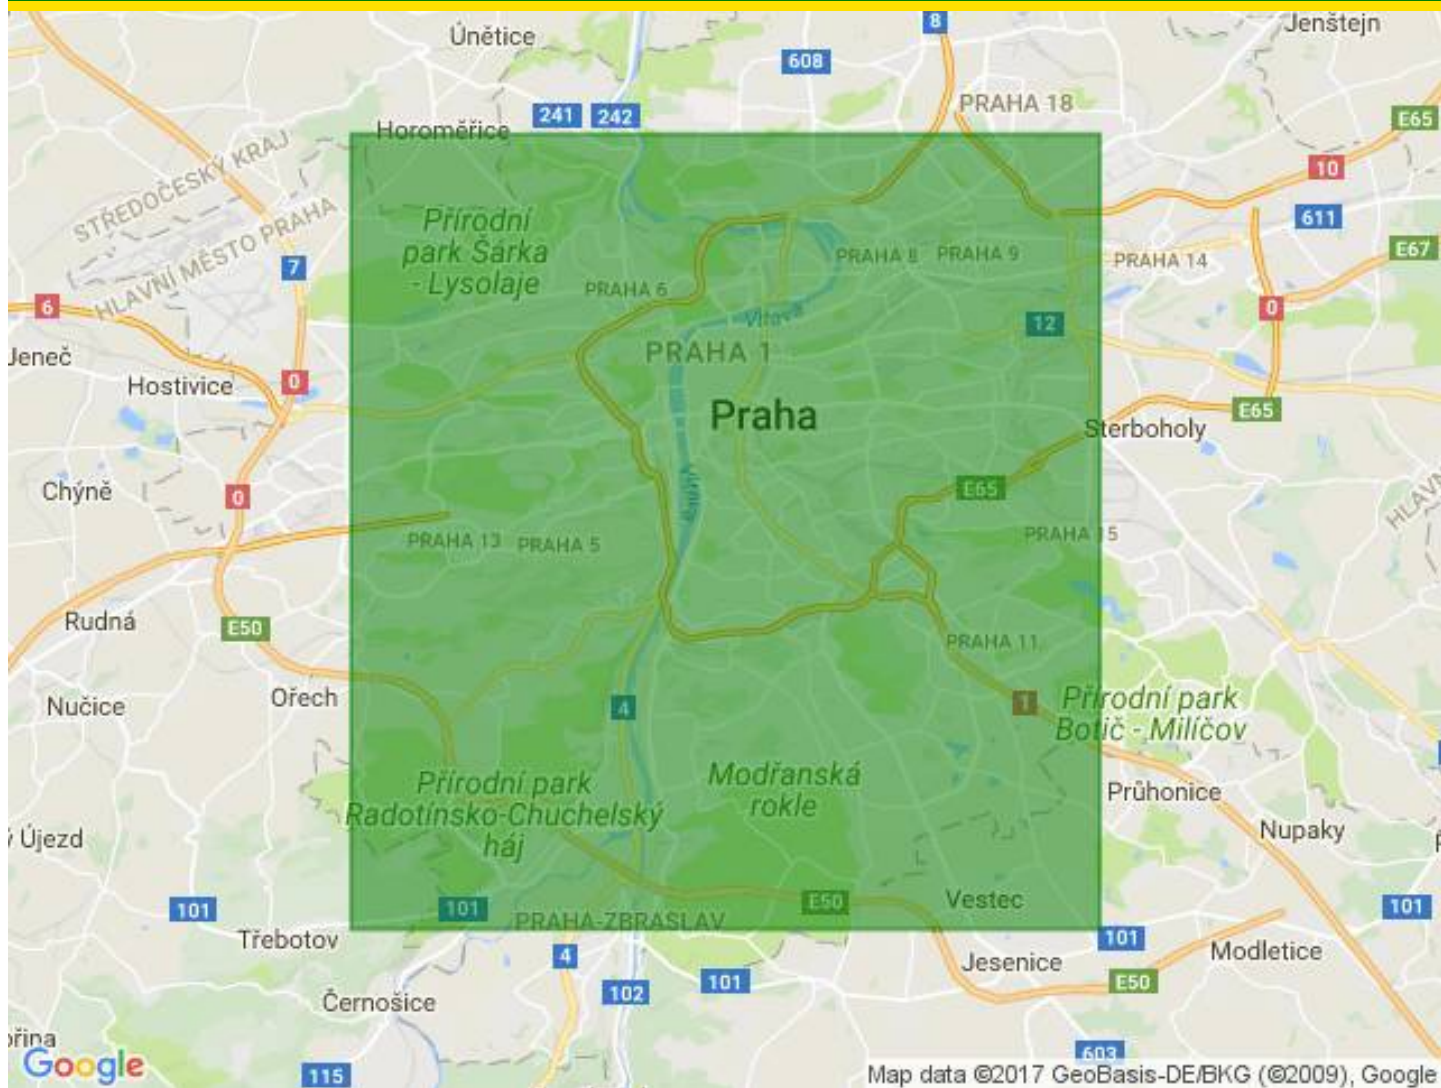 8
Jenštejn
Únětice
608
PRAHA 18
241
242
E65
Horoměřice
10
STŘEDOČESKÝ KRAJ
HLAVNÍ MĚSTO PRAHA
Přírodní
park Šárka
- Lysolaje
611
7
PRAHA 8
PRAHA 9
PRAHA 14
E67
PRAHA 6
6
0
Vltava
12
Jeneč
PRAHA 1
Hostivice
0
Praha
E65
Sterboholy
Vltava
Chýně
0
E65
HLAVN
PRAHA 13
PRAHA 5
PRAHA 15
Rudná
E50
PRAHA 11
Nučice
Ořech
4
1
Přírodní park
Botič - Milíčov
Přírodní park
Radotínsko-Chuchelský
háj
Modřanská
rokle
Průhonice
Nupaky
Újezd
101
101
PRAHA-ZBRASLAV
E50
Vestec
101
Třebotov
101
4
Jesenice
Modletice
102
101
E50
Černošice
ořina
Google
115
603
Map data ©2017 GeoBasis-DE/BKG (©2009), Google